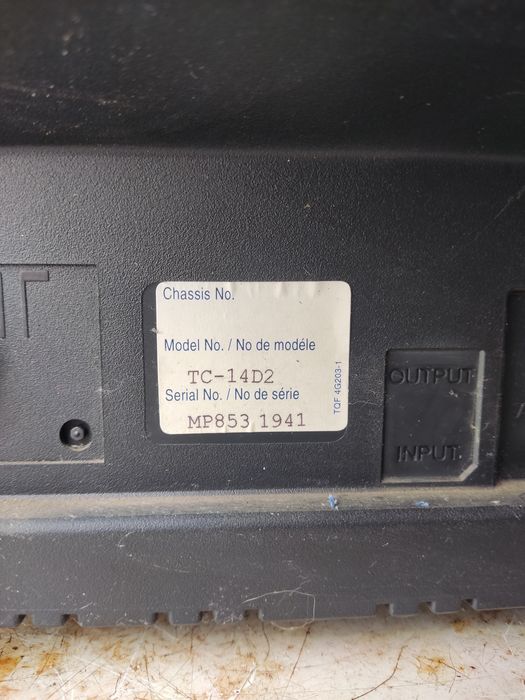 Chassis No.
Model No. / No de modéle
TC-14D2
Serial No. / No de série
MP853 1941
TQF 4G203-1
OUTPUT
INPUT